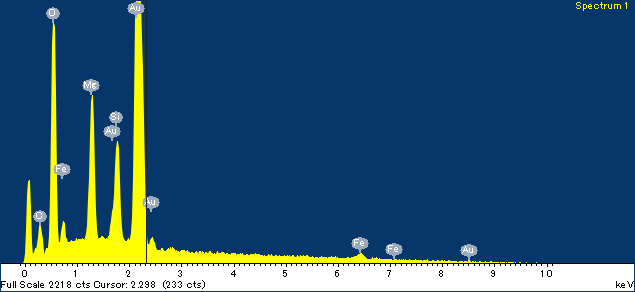 Spectrum 1
O
Au
Mg
Si
Au
Fe
Au
O
Fe
Fe
Au
0 1 2 3 4 5 6 7 8 9 10
Full Scale 2218 cts Cursor: 2.298 (233 cts) keV